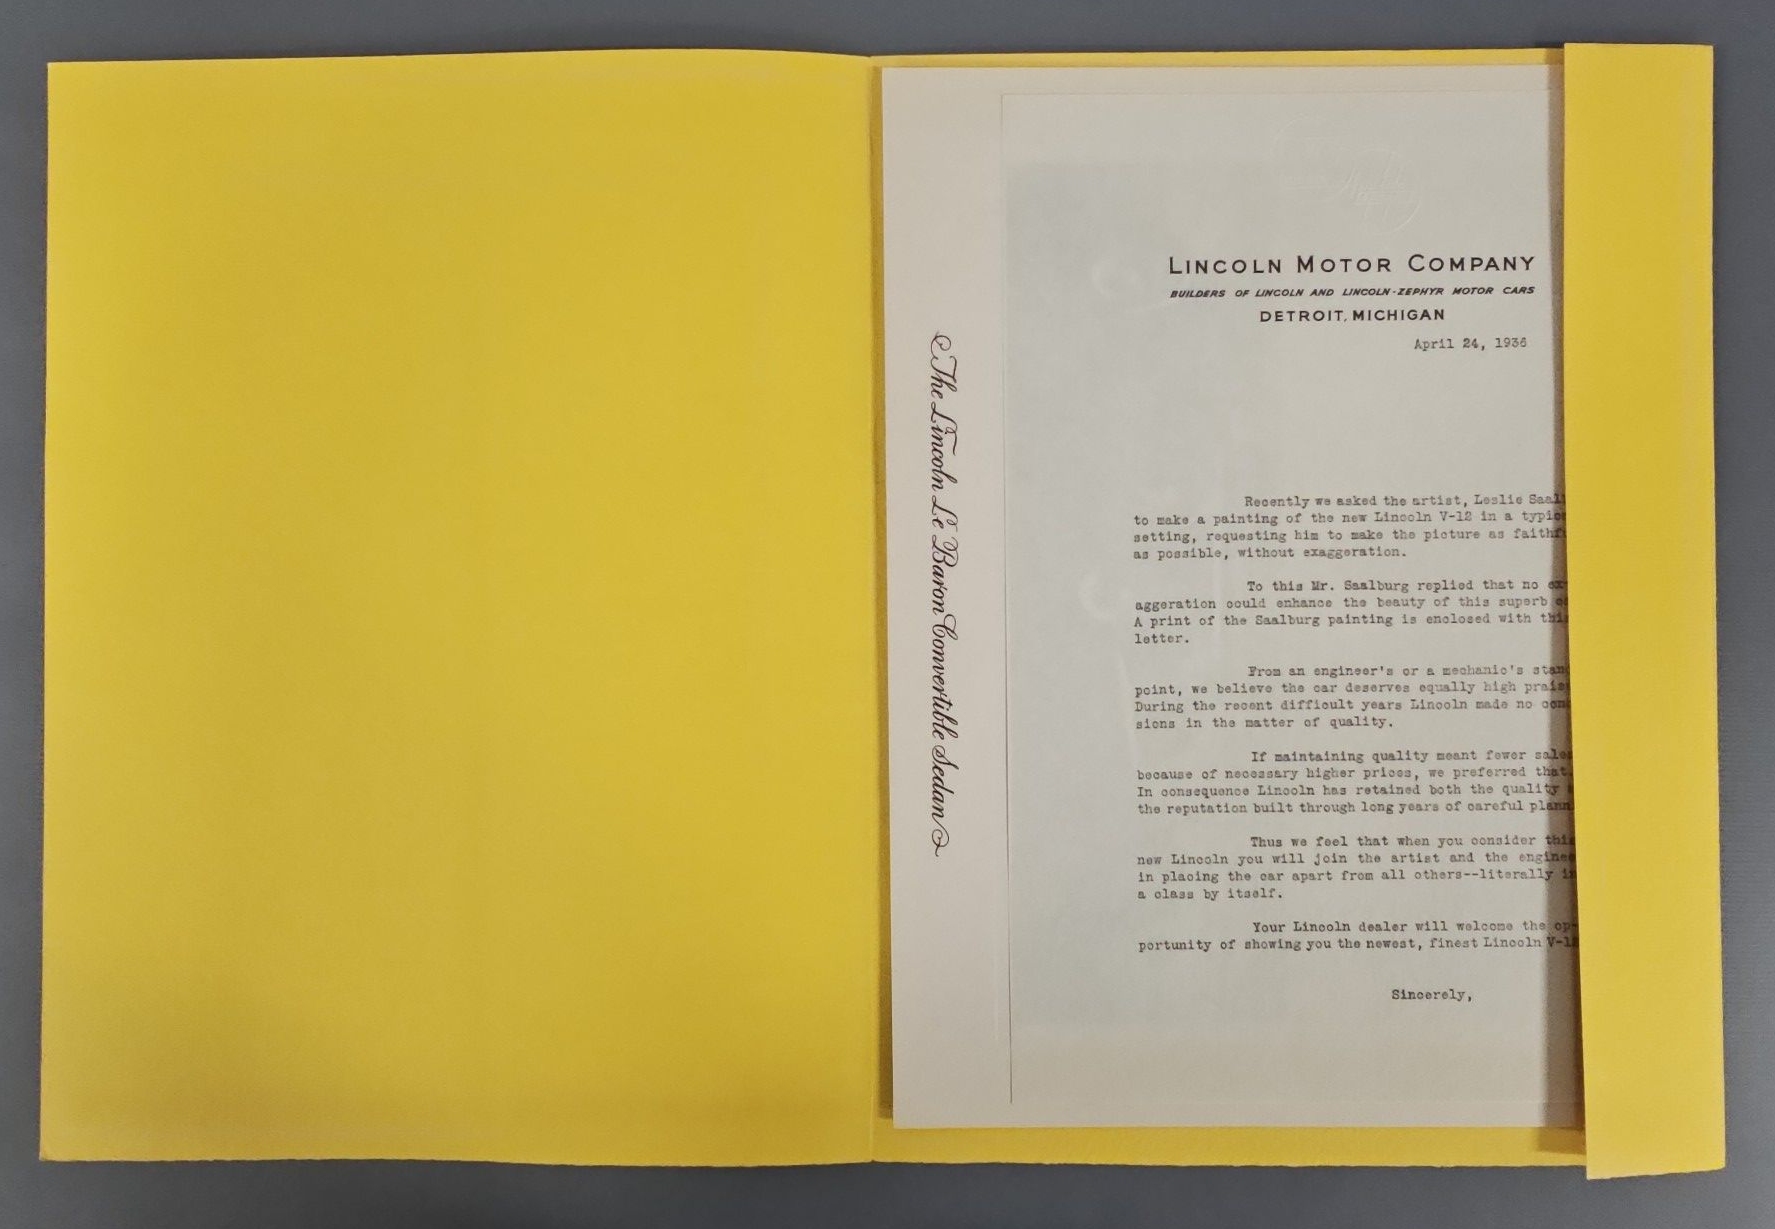 LINCOLN MOTOR COMPANY
BUILDERS OF LINCOLN AND LINCOLN-ZEPHYR MOTOR CARS
DETROIT, MICHIGAN
April 24, 1936
Recently we asked the artist, Leslie
to make a painting of the new Lincoln V-12 in a
setting, requesting him to make the picture as
as possible, without exaggeration.
To this Mr. Saalburg replied that no ex
aggeration could enhance the beauty of this superb
A print of the Saalburg painting is enclosed with this
letter.
From an engineer's or a mechanic's stand
point, we believe the car deserves equally high
During the recent difficult years Lincoln made no
sions in the matter of quality.
If maintaining quality meant fewer sales
because of necessary higher prices, we preferred that.
In consequence Lincoln has retained both the quality
the reputation built through long years of careful
Thus we feel that when you consider this
new Lincoln you will join the artist and the
in placing the car apart from all others--literally in
a class by itself.
Your Lincoln dealer will welcome the op-
portunity of showing you the newest, finest Lincoln V-12
Sincerely,
The Lincoln Le Baron Convertible Sedan